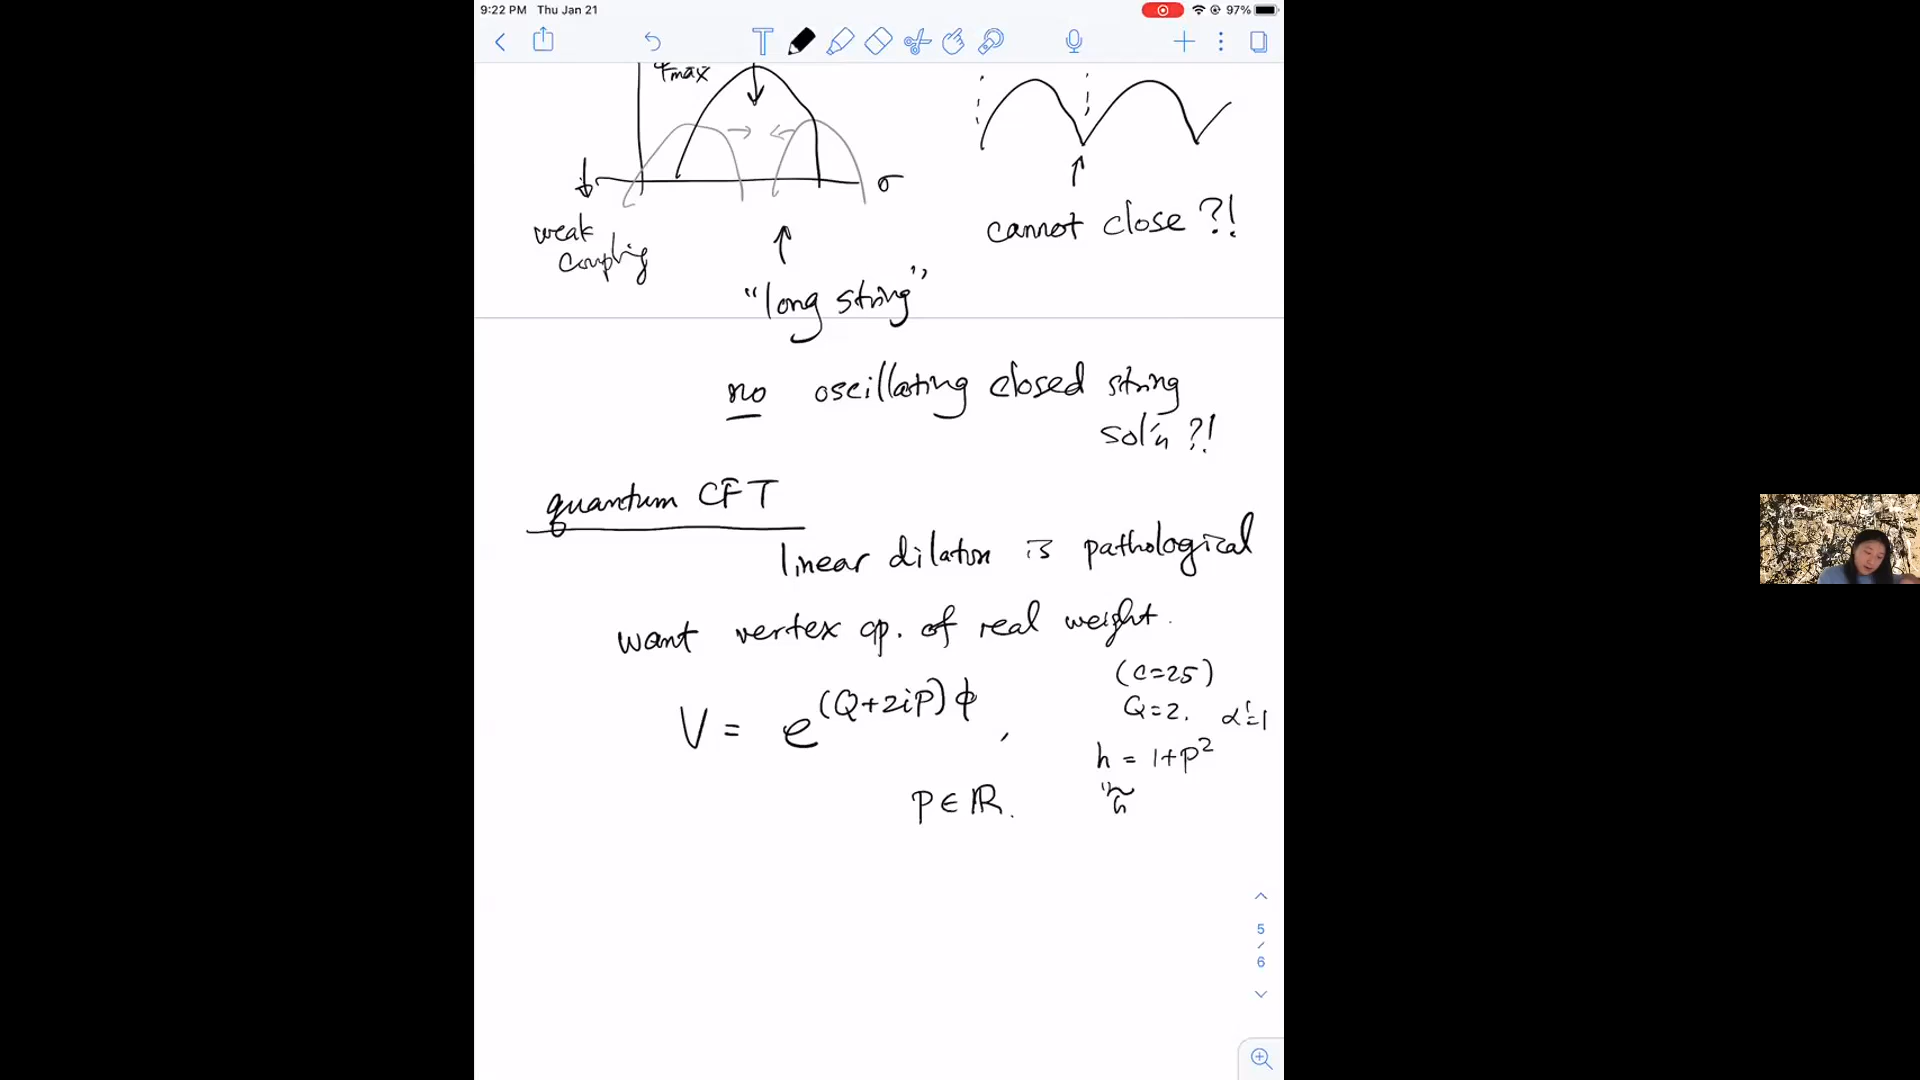 9:22 PM Thu Jan 21
97%
T
φmax
σ
weak
coupling
cannot close ?!
"long string"
no oscillating closed string
sol'n ?!
quantum CFT
linear dilaton is pathological
want vertex op. of real weight.
(c=25)
Q=2. α'=1
V = e^{(Q+2iP)φ},
h = 1+P²
P ∈ ℝ.
h̃
5
/
6